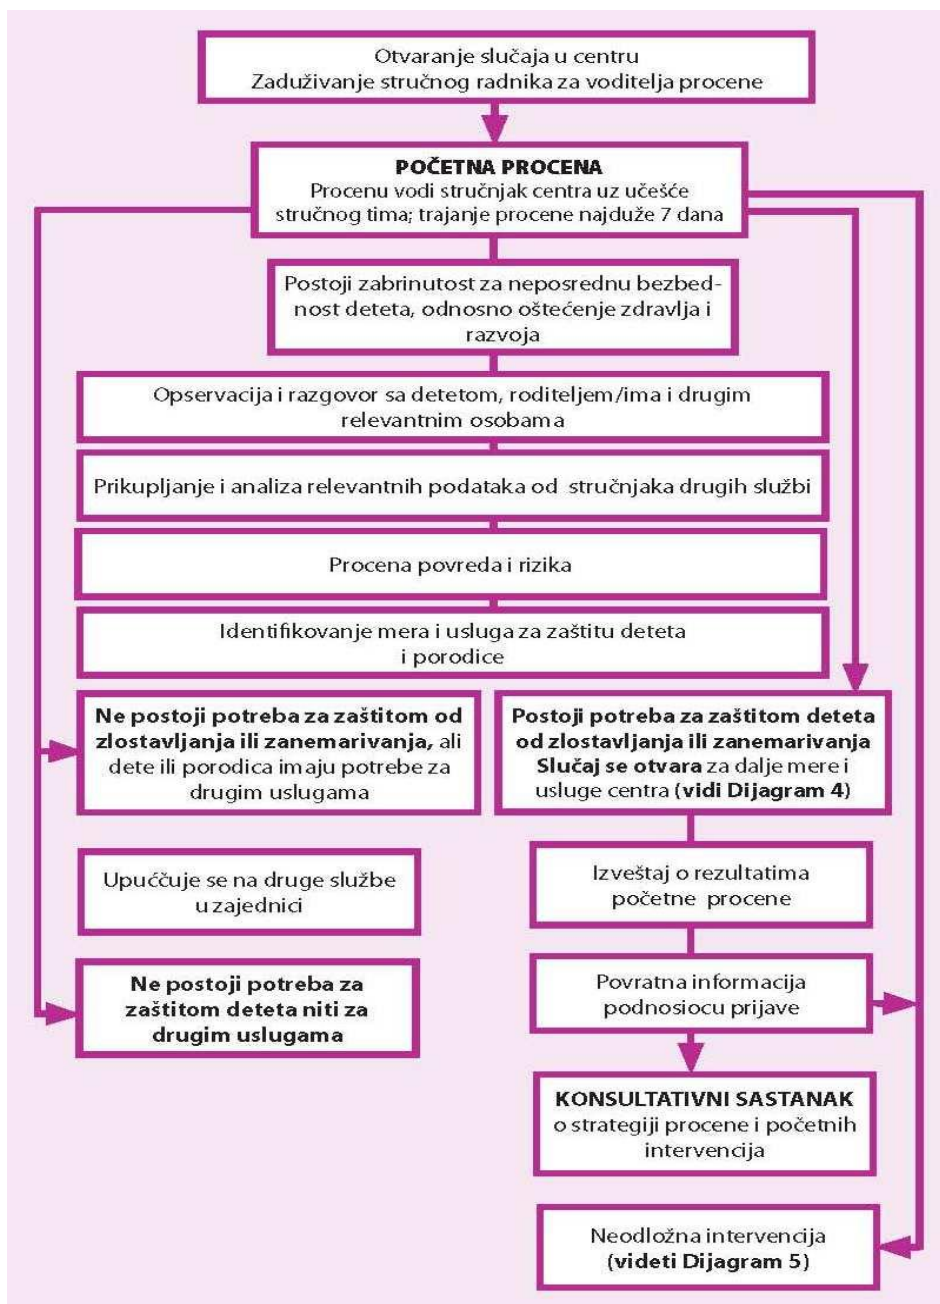 Otvaranje slučaja u centru
Zaduživanje stručnog radnika za voditelja procene
POČETNA PROCENA
Procenu vodi stručnjak centra uz učešće
stručnog tima; trajanje procene najduže 7 dana
Postoji zabrinutost za neposrednu bezbed-
nost deteta, odnosno oštećenje zdravlja i
razvoja
Opservacija i razgovor sa detetom, roditeljem/ima i drugim
relevantnim osobama
Prikupljanje i analiza relevantnih podataka od stručnjaka drugih službi
Procena povreda i rizika
Identifikovanje mera i usluga za zaštitu deteta
i porodice
Ne postoji potreba za zaštitom od
zlostavljanja ili zanemarivanja, ali
dete ili porodica imaju potrebe za
drugim uslugama
Postoji potreba za zaštitom deteta
od zlostavljanja ili zanemarivanja
Slučaj se otvara za dalje mere i
usluge centra (vidi Dijagram 4)
Upuććuje se na druge službe
u zajednici
Izveštaj o rezultatima
početne procene
Ne postoji potreba za
zaštitom deteta niti za
drugim uslugama
Povratna informacija
podnosiocu prijave
KONSULTATIVNI SASTANAK
o strategiji procene i početnih
intervencija
Neodložna intervencija
(videti Dijagram 5)